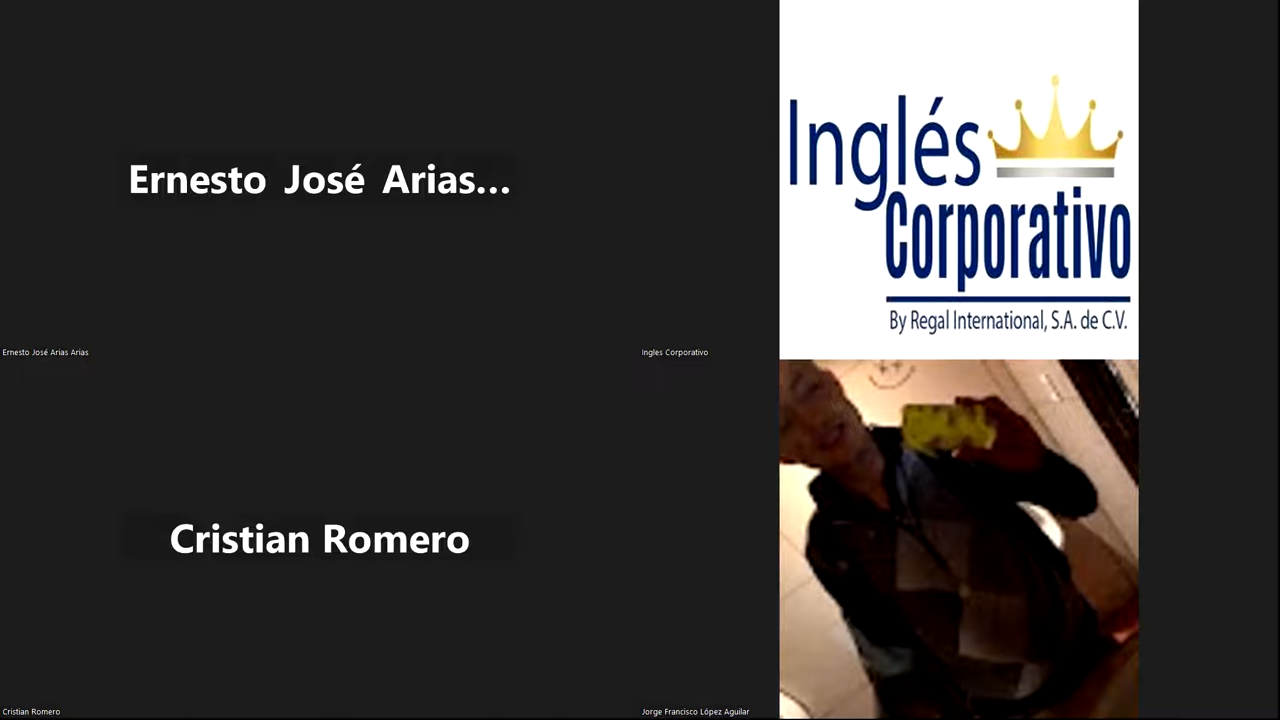 Ernesto José Arias...
Ernesto José Arias Arias
Inglés
Corporativo
By Regal International, S.A. de C.V.
Ingles Corporativo
Cristian Romero
Cristian Romero
Jorge Francisco López Aguilar